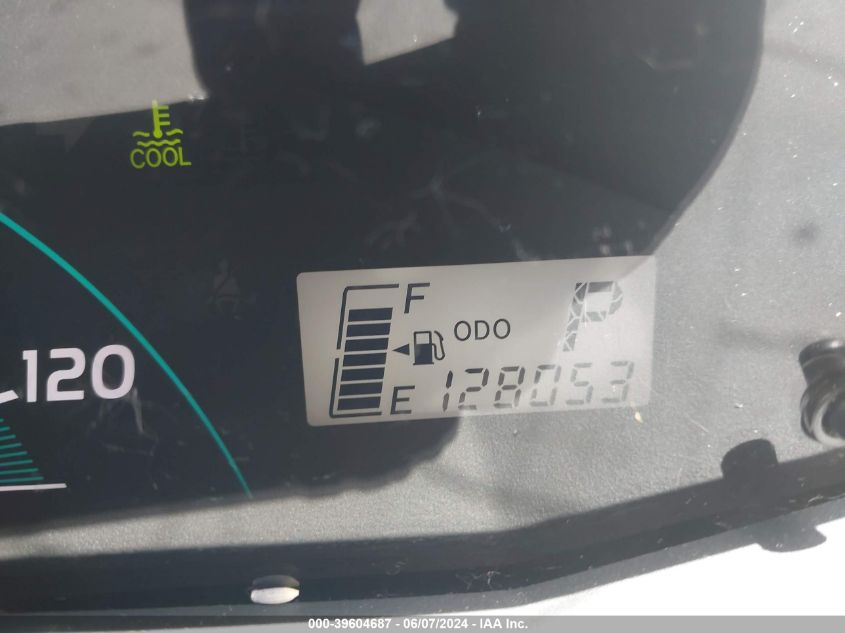 COOL
120
F
P
ODO
E 128053
000-39604687 - 06/07/2024 - IAA Inc.